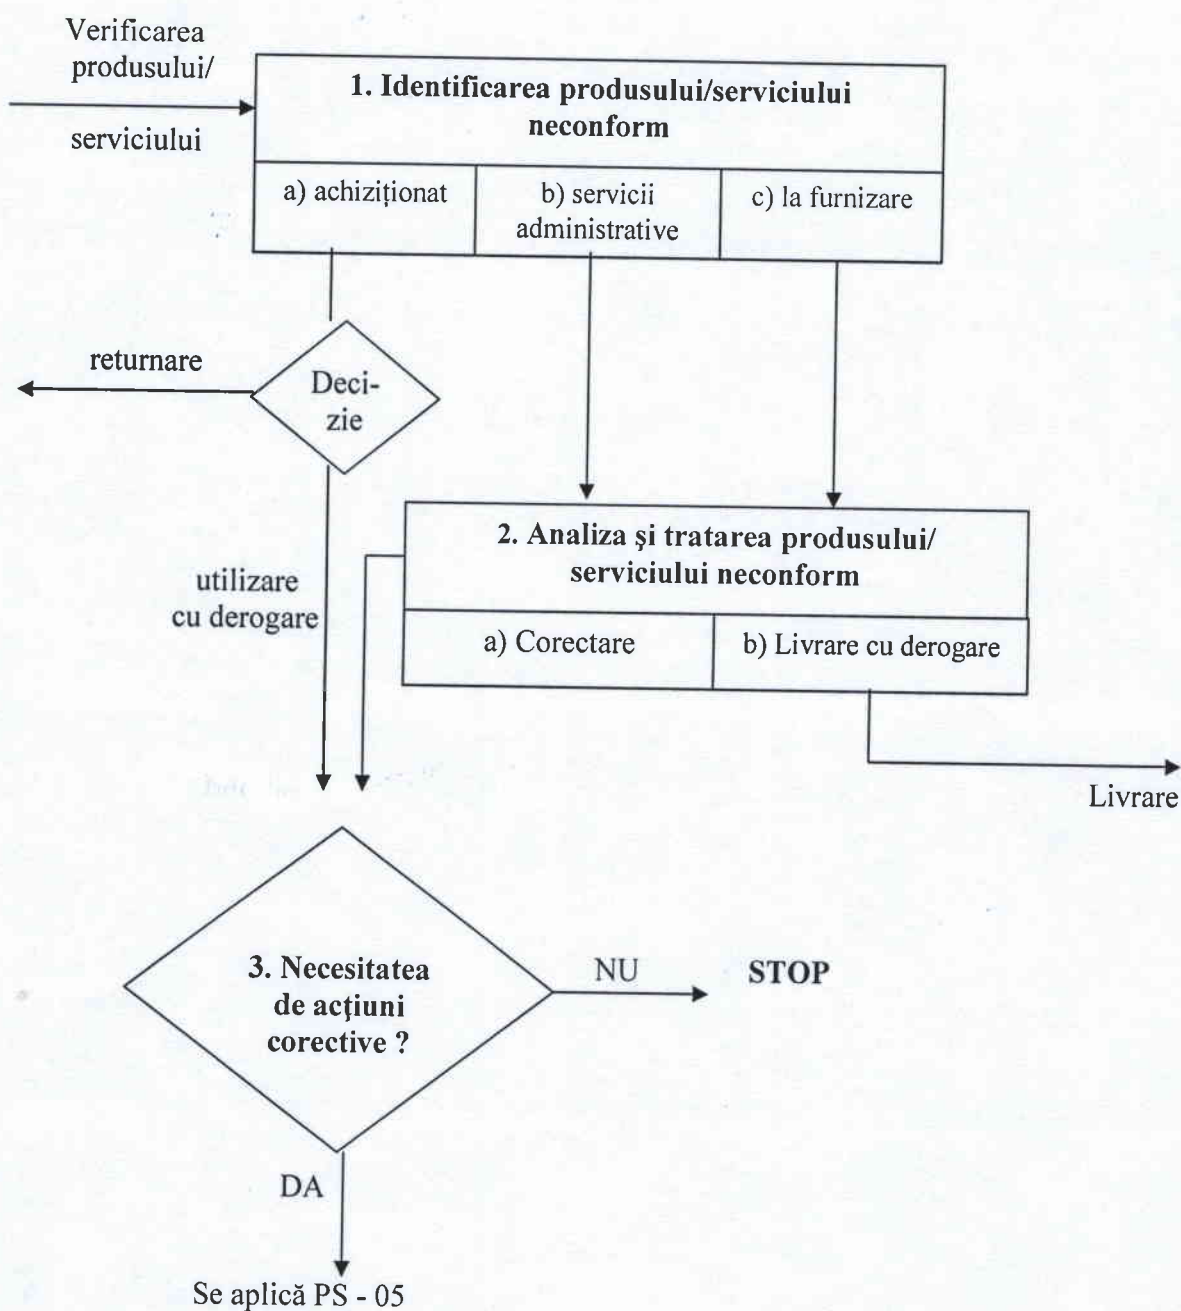 Verificarea
produsului/
serviciului
1. Identificarea produsului/serviciului
neconform
a) achiziționat
b) servicii
administrative
c) la furnizare
returnare
Deci-
zie
utilizare
cu derogare
2. Analiza şi tratarea produsului/
serviciului neconform
a) Corectare
b) Livrare cu derogare
Livrare
3. Necesitatea
de acţiuni
corective ?
NU
STOP
DA
Se aplică PS - 05